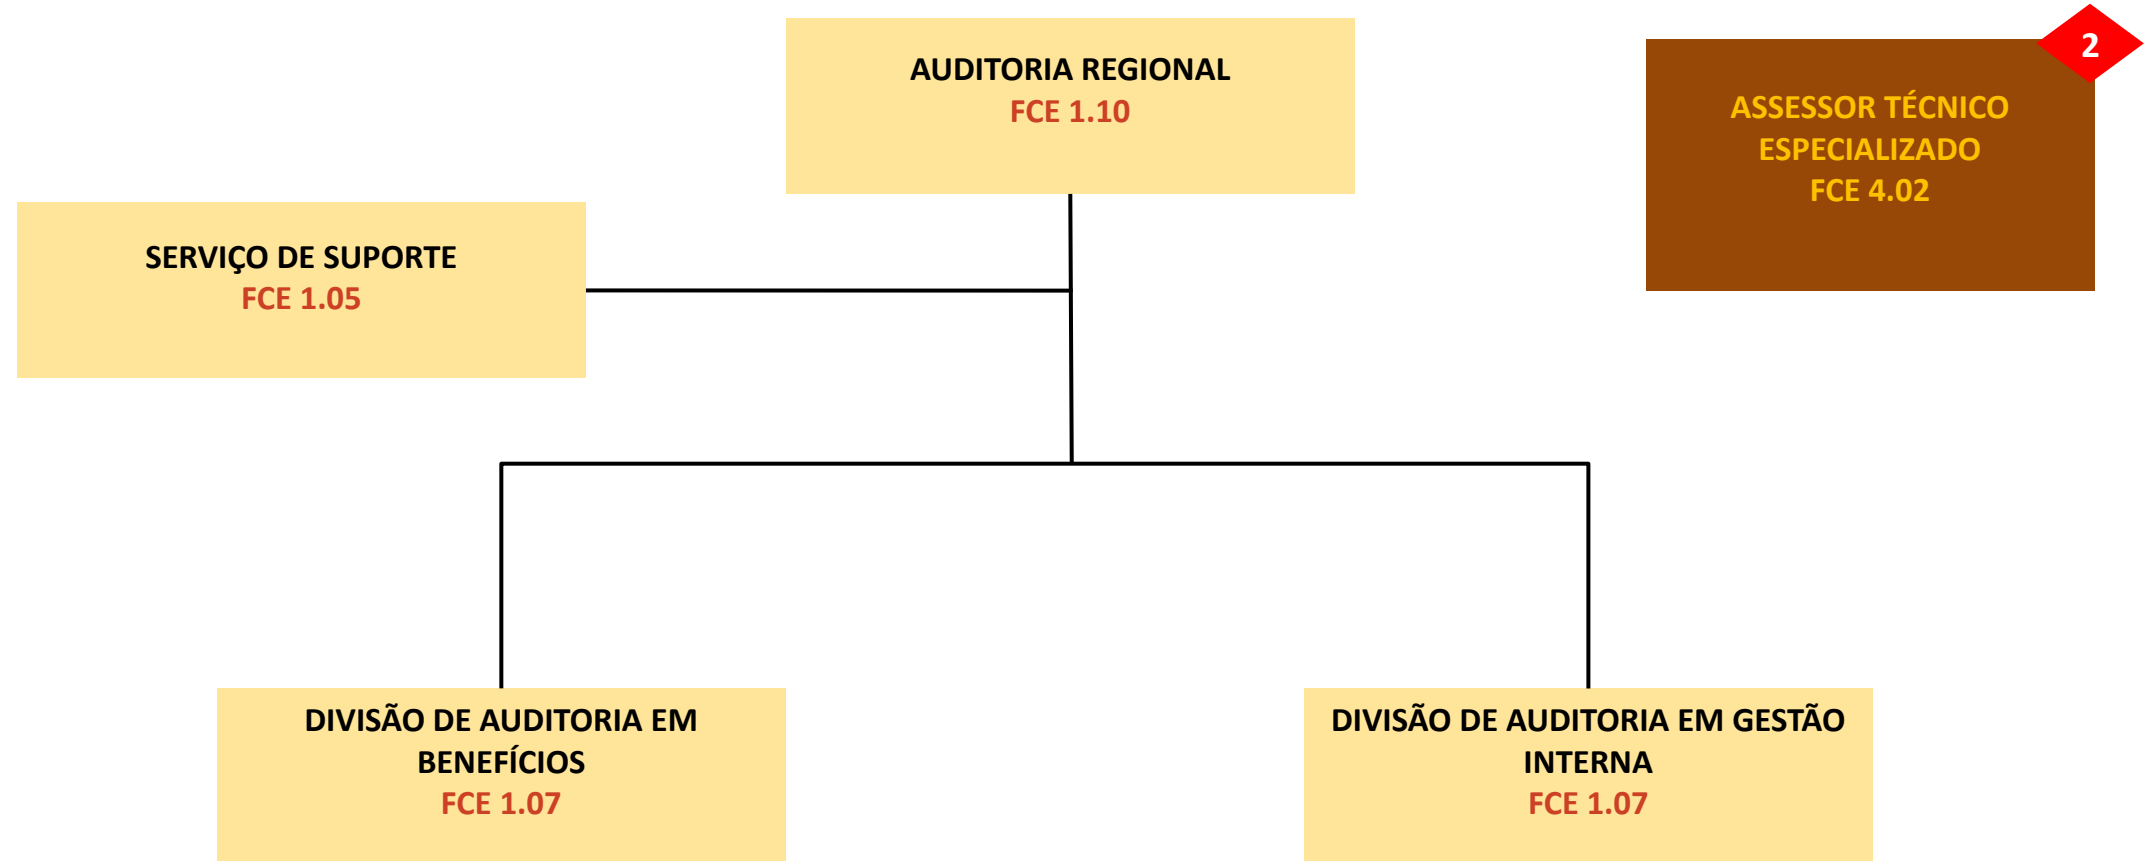 AUDITORIA REGIONAL
FCE 1.10
2
ASSESSOR TÉCNICO
ESPECIALIZADO
FCE 4.02
SERVIÇO DE SUPORTE
FCE 1.05
DIVISÃO DE AUDITORIA EM
BENEFÍCIOS
FCE 1.07
DIVISÃO DE AUDITORIA EM GESTÃO
INTERNA
FCE 1.07